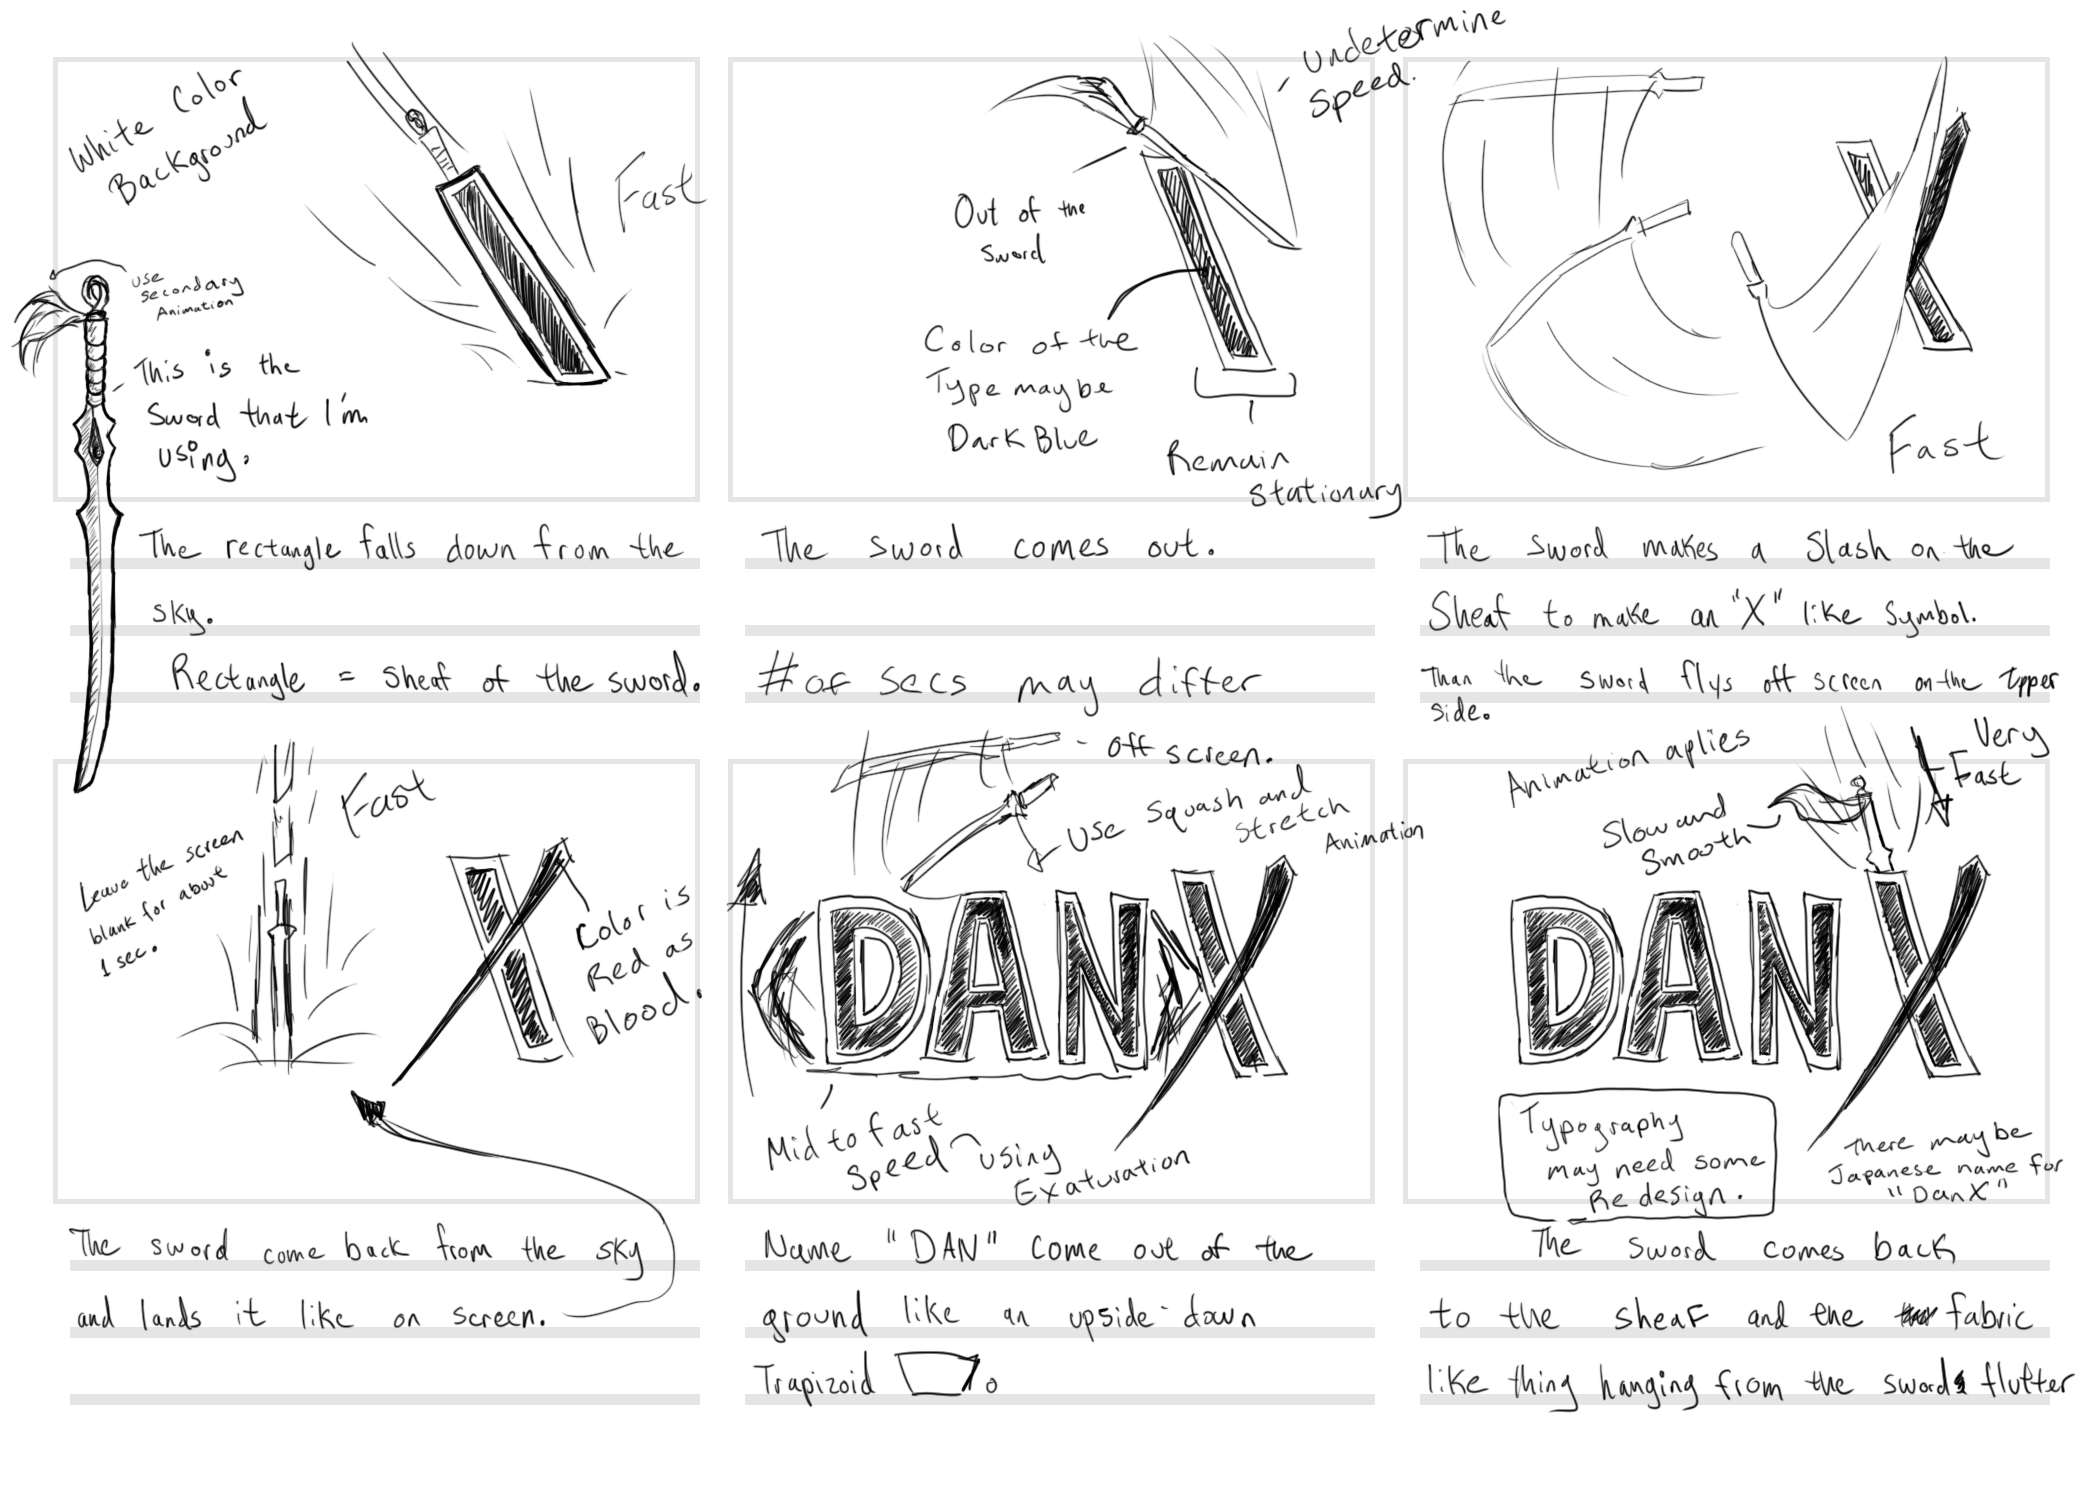 White Color
Background
Fast
Use
Secondary
Animation
This is the
Sword that I'm
using.
The rectangle falls down from the
sky.
Rectangle = sheaf of the sword.
Undetermine
Speed.
Out of the
sword
Color of the
Type maybe
Dark Blue
Remain
Stationary
The sword comes out.
# of secs may differ
Fast
The sword makes a Slash on the
Sheaf to make an "X" like symbol.
Than the sword flys off screen on the upper
side.
Fast
Leave the screen
blank for about
1 sec.
Color is
Red as
Blood.
The sword come back from the sky
and lands it like on screen.
off screen.
Use Squash and
Stretch
Animation
DANX
Mid to fast
Speed using
Exaturation
Name "DAN" come out of the
ground like an upside-down
Trapizoid .
Animation aplies
Very
Fast
Slow and
Smooth
DANX
Typography
may need some
Re design.
There maybe
Japanese name for
"DanX"
The sword comes back
to the sheaf and the fabric
like thing hanging from the sword flutter